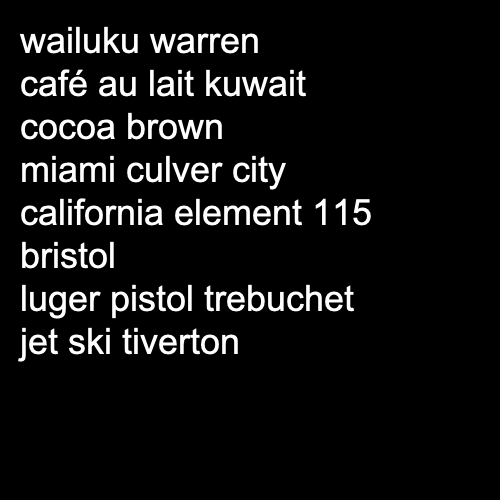 wailuku warren
café au lait kuwait
cocoa brown
miami culver city
california element 115
bristol
luger pistol trebuchet
jet ski tiverton